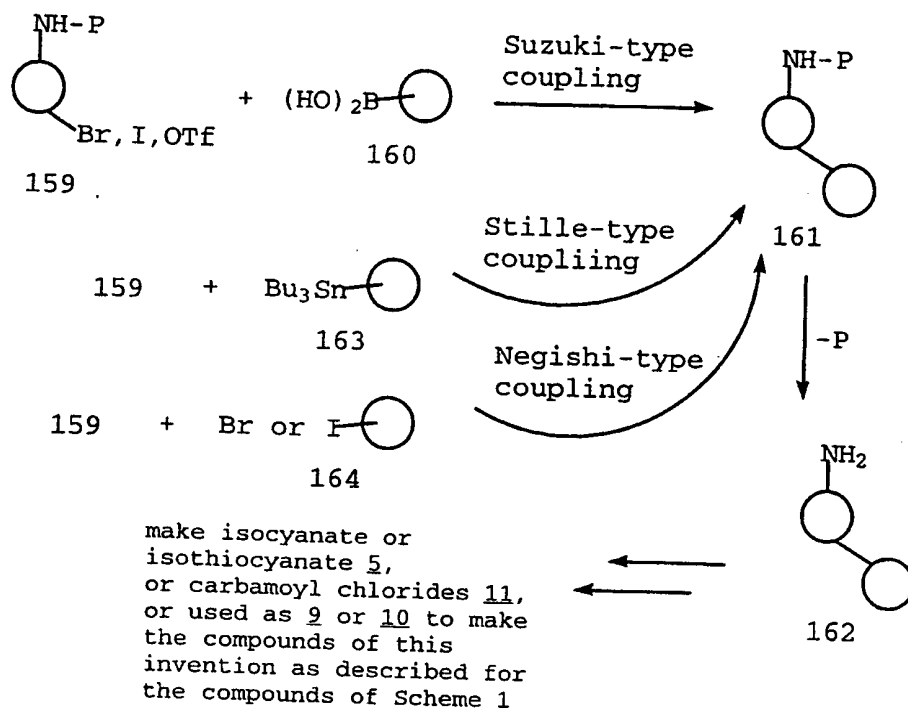 NH-P
Br,I,OTf
159
+
(HO)2B
160
Suzuki-type
coupling
NH-P
161
159 + Bu3Sn
163
Stille-type
coupliing
159 + Br or I
164
Negishi-type
coupling
-P
NH2
162
make isocyanate or
isothiocyanate 5,
or carbamoyl chlorides 11,
or used as 9 or 10 to make
the compounds of this
invention as described for
the compounds of Scheme 1